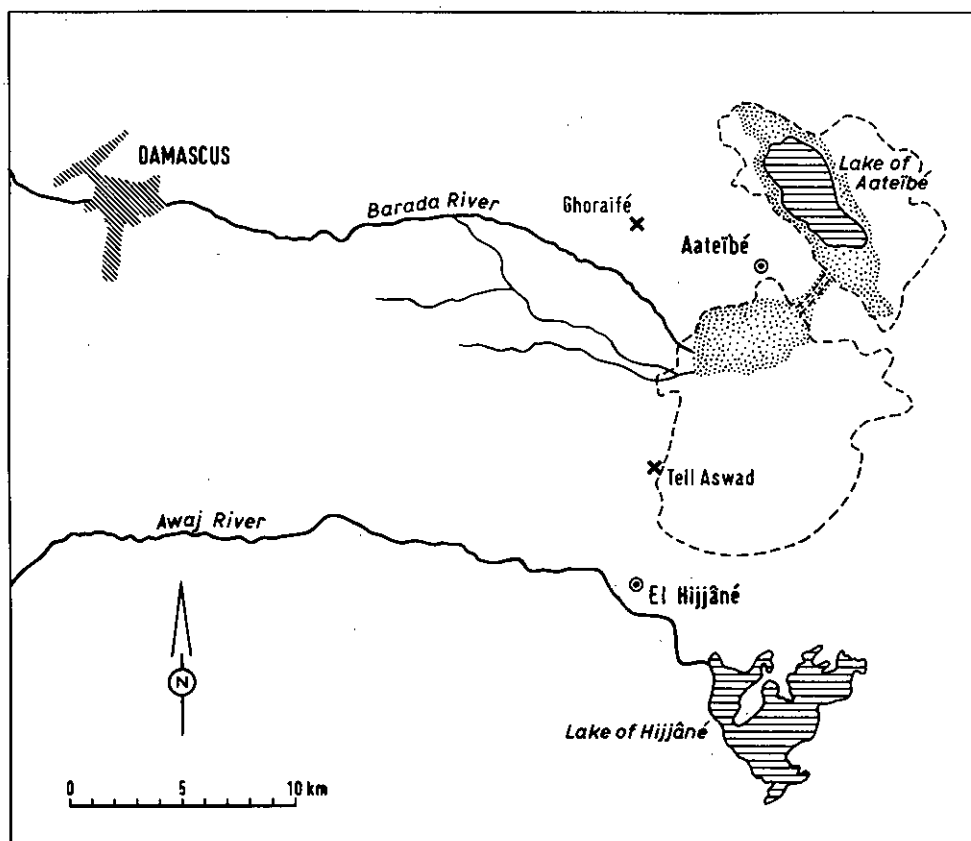 DAMASCUS
Barada River
Ghoraifé
Lake of
Aateïbé
Aateïbé
Tell Aswad
Awaj River
El Hijjâné
N
Lake of Hijjâné
0 5 10 km